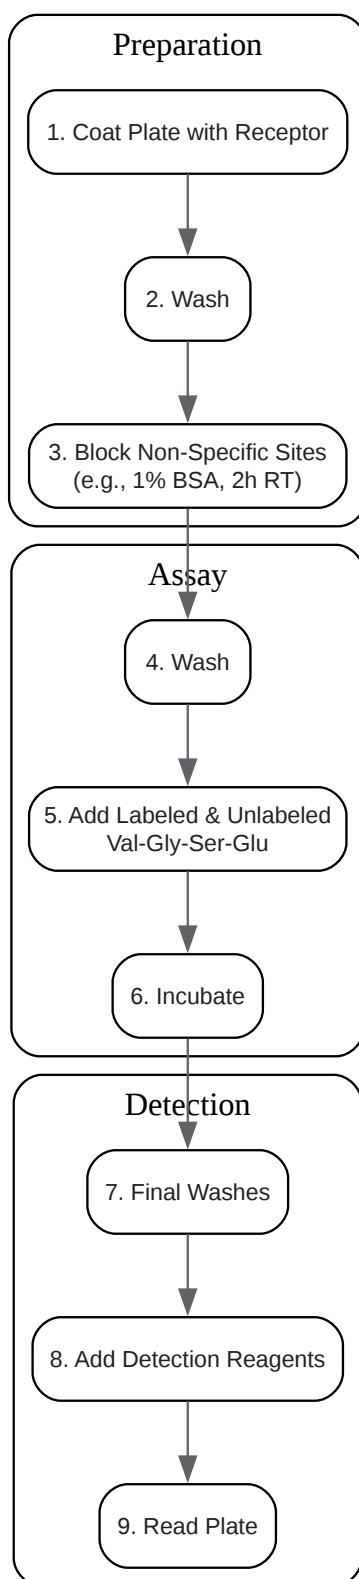 Preparation
1. Coat Plate with Receptor
2. Wash
3. Block Non-Specific Sites
(e.g., 1% BSA, 2h RT)
Assay
4. Wash
5. Add Labeled & Unlabeled
Val-Gly-Ser-Glu
6. Incubate
Detection
7. Final Washes
8. Add Detection Reagents
9. Read Plate